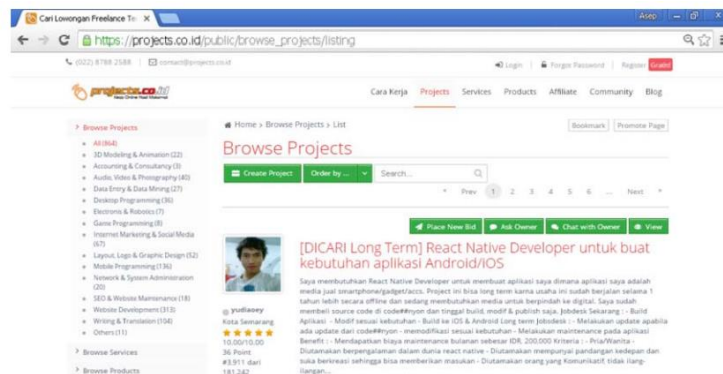 Cari Lowongan Freelance Te
Asep
https://projects.co.id/public/browse_projects/listing
(022) 8788 2588 | contact@projects.co.id
Login | Forgot Password | Register Gratis!
projects.co.id
Cara Kerja Projects Services Products Affiliate Community Blog
Browse Projects
All (964)
3D Modeling & Animation (22)
Accounting & Consultancy (3)
Audio, Video & Photography (40)
Data Entry & Data Mining (27)
Desktop Programming (36)
Electronis & Robotics (7)
Game Programming (8)
Internet Marketing & Social Media
(67)
Layout, Logo & Graphic Design (52)
Mobile Programming (136)
Network & System Administration
(20)
SEO & Website Maintenance (18)
Website Development (313)
Writing & Translation (104)
Others (11)
Browse Services
Browse Products
Home > Browse Projects > List
Bookmark Promote Page
Browse Projects
Create Project Order by ... Search...
Prev 1 2 3 4 5 6 ... Next
Place New Bid Ask Owner Chat with Owner View
[DICARI Long Term] React Native Developer untuk buat
kebutuhan aplikasi Android/iOS
Saya membutuhkan React Native Developer untuk membuat aplikasi saya dimana aplikasi saya adalah
media jual smartphone/gadget/accs. Project ini bisa long term karna usaha ini sudah berjalan selama 1
tahun lebih secara offline dan sedang membutuhkan media untuk berpindah ke digital. Saya sudah
membeli source code di code##nyon dan tinggal build, modif & publish saja. Jobdesk Sekarang : - Build
Aplikasi - Modif sesuai kebutuhan - Build ke iOS & Android Long term Jobsdesk : - Melakukan update apabila
ada update dari code##nyon - memodifikasi sesuai kebutuhan - Melakukan maintenance pada aplikasi
Benefit : - Mendapatkan biaya maintenance bulanan sebesar IDR. 200,000 Kriteria : - Pria/Wanita -
Diutamakan berpengalaman dalam dunia react native - Diutamakan mempunyai pandangan kedepan dan
suka berkreasi sehingga bisa memberikan masukan - Diutamakan orang yang Komunikatif, tidak ilang-
ilangan...
@ yudiaoey
Kota Semarang
10.00/10.00
36 Point
#3,911 dari
181,242